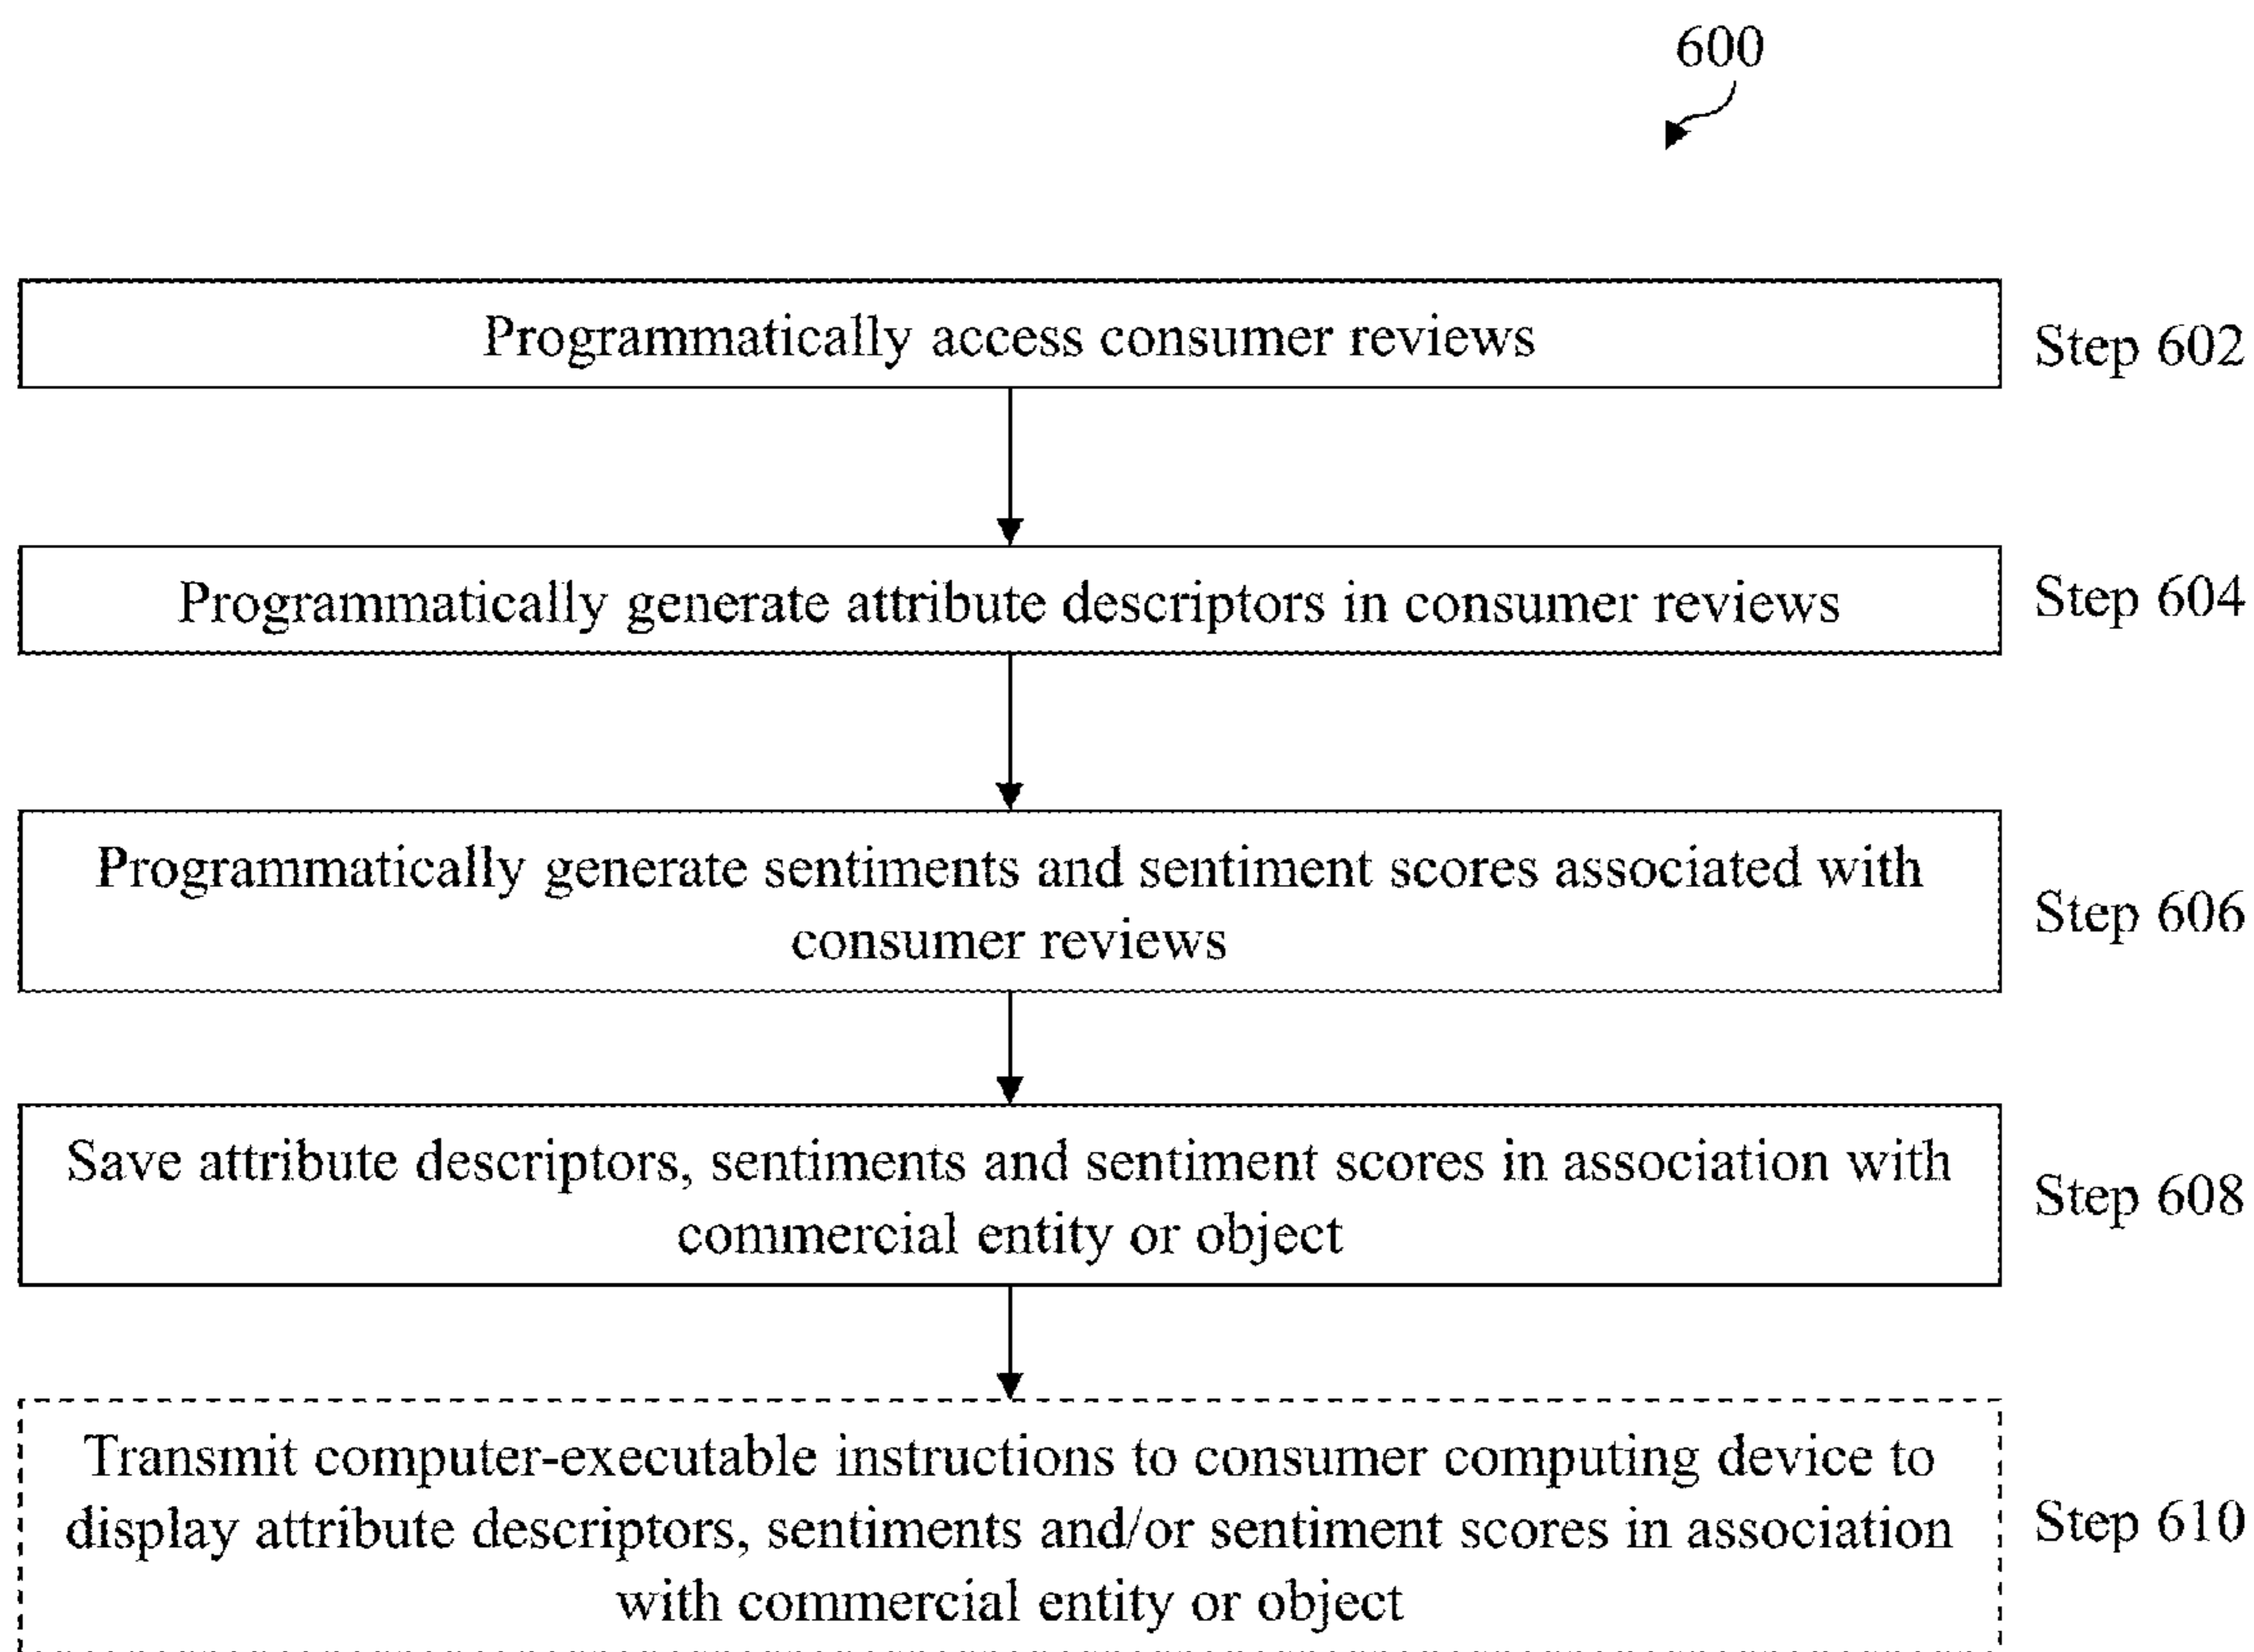 600
Programmatically access consumer reviews
Step 602
Programmatically generate attribute descriptors in consumer reviews
Step 604
Programmatically generate sentiments and sentiment scores associated with
consumer reviews
Step 606
Save attribute descriptors, sentiments and sentiment scores in association with
commercial entity or object
Step 608
Transmit computer-executable instructions to consumer computing device to
display attribute descriptors, sentiments and/or sentiment scores in association
with commercial entity or object
Step 610